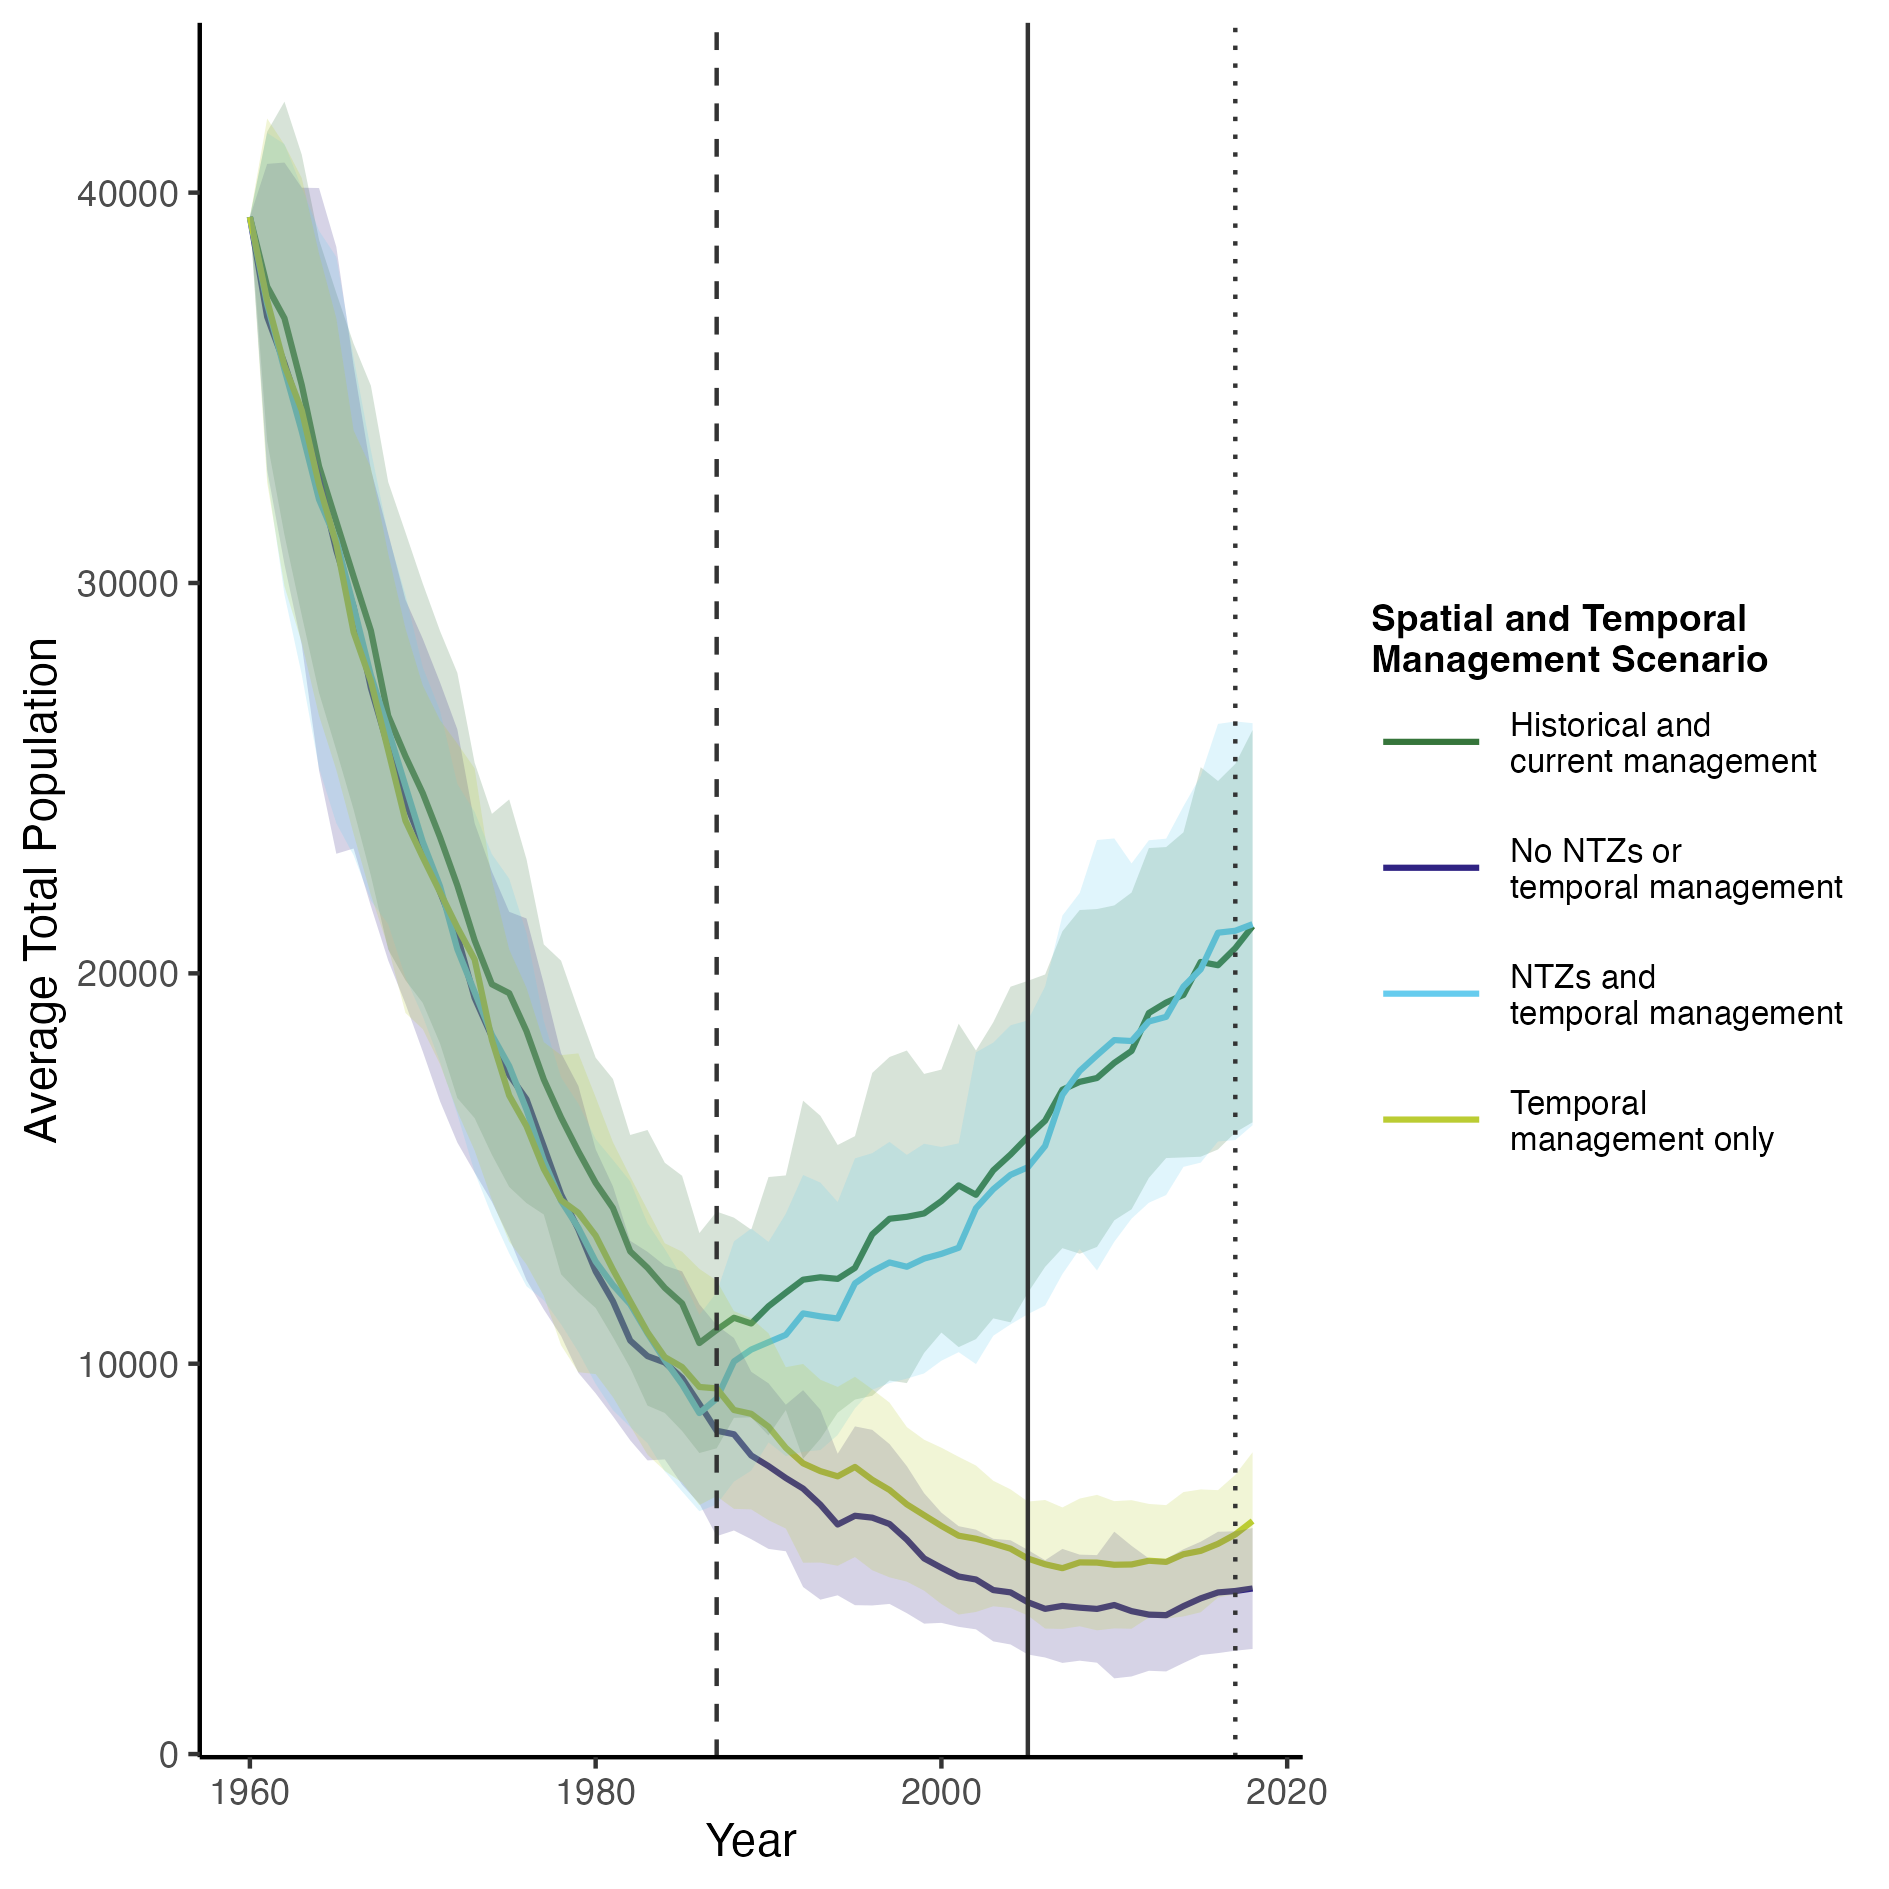 Average Total Population
40000
30000
20000
10000
0
1960
1980
2000
2020
Year
Spatial and Temporal
Management Scenario
Historical and
current management
No NTZs or
temporal management
NTZs and
temporal management
Temporal
management only